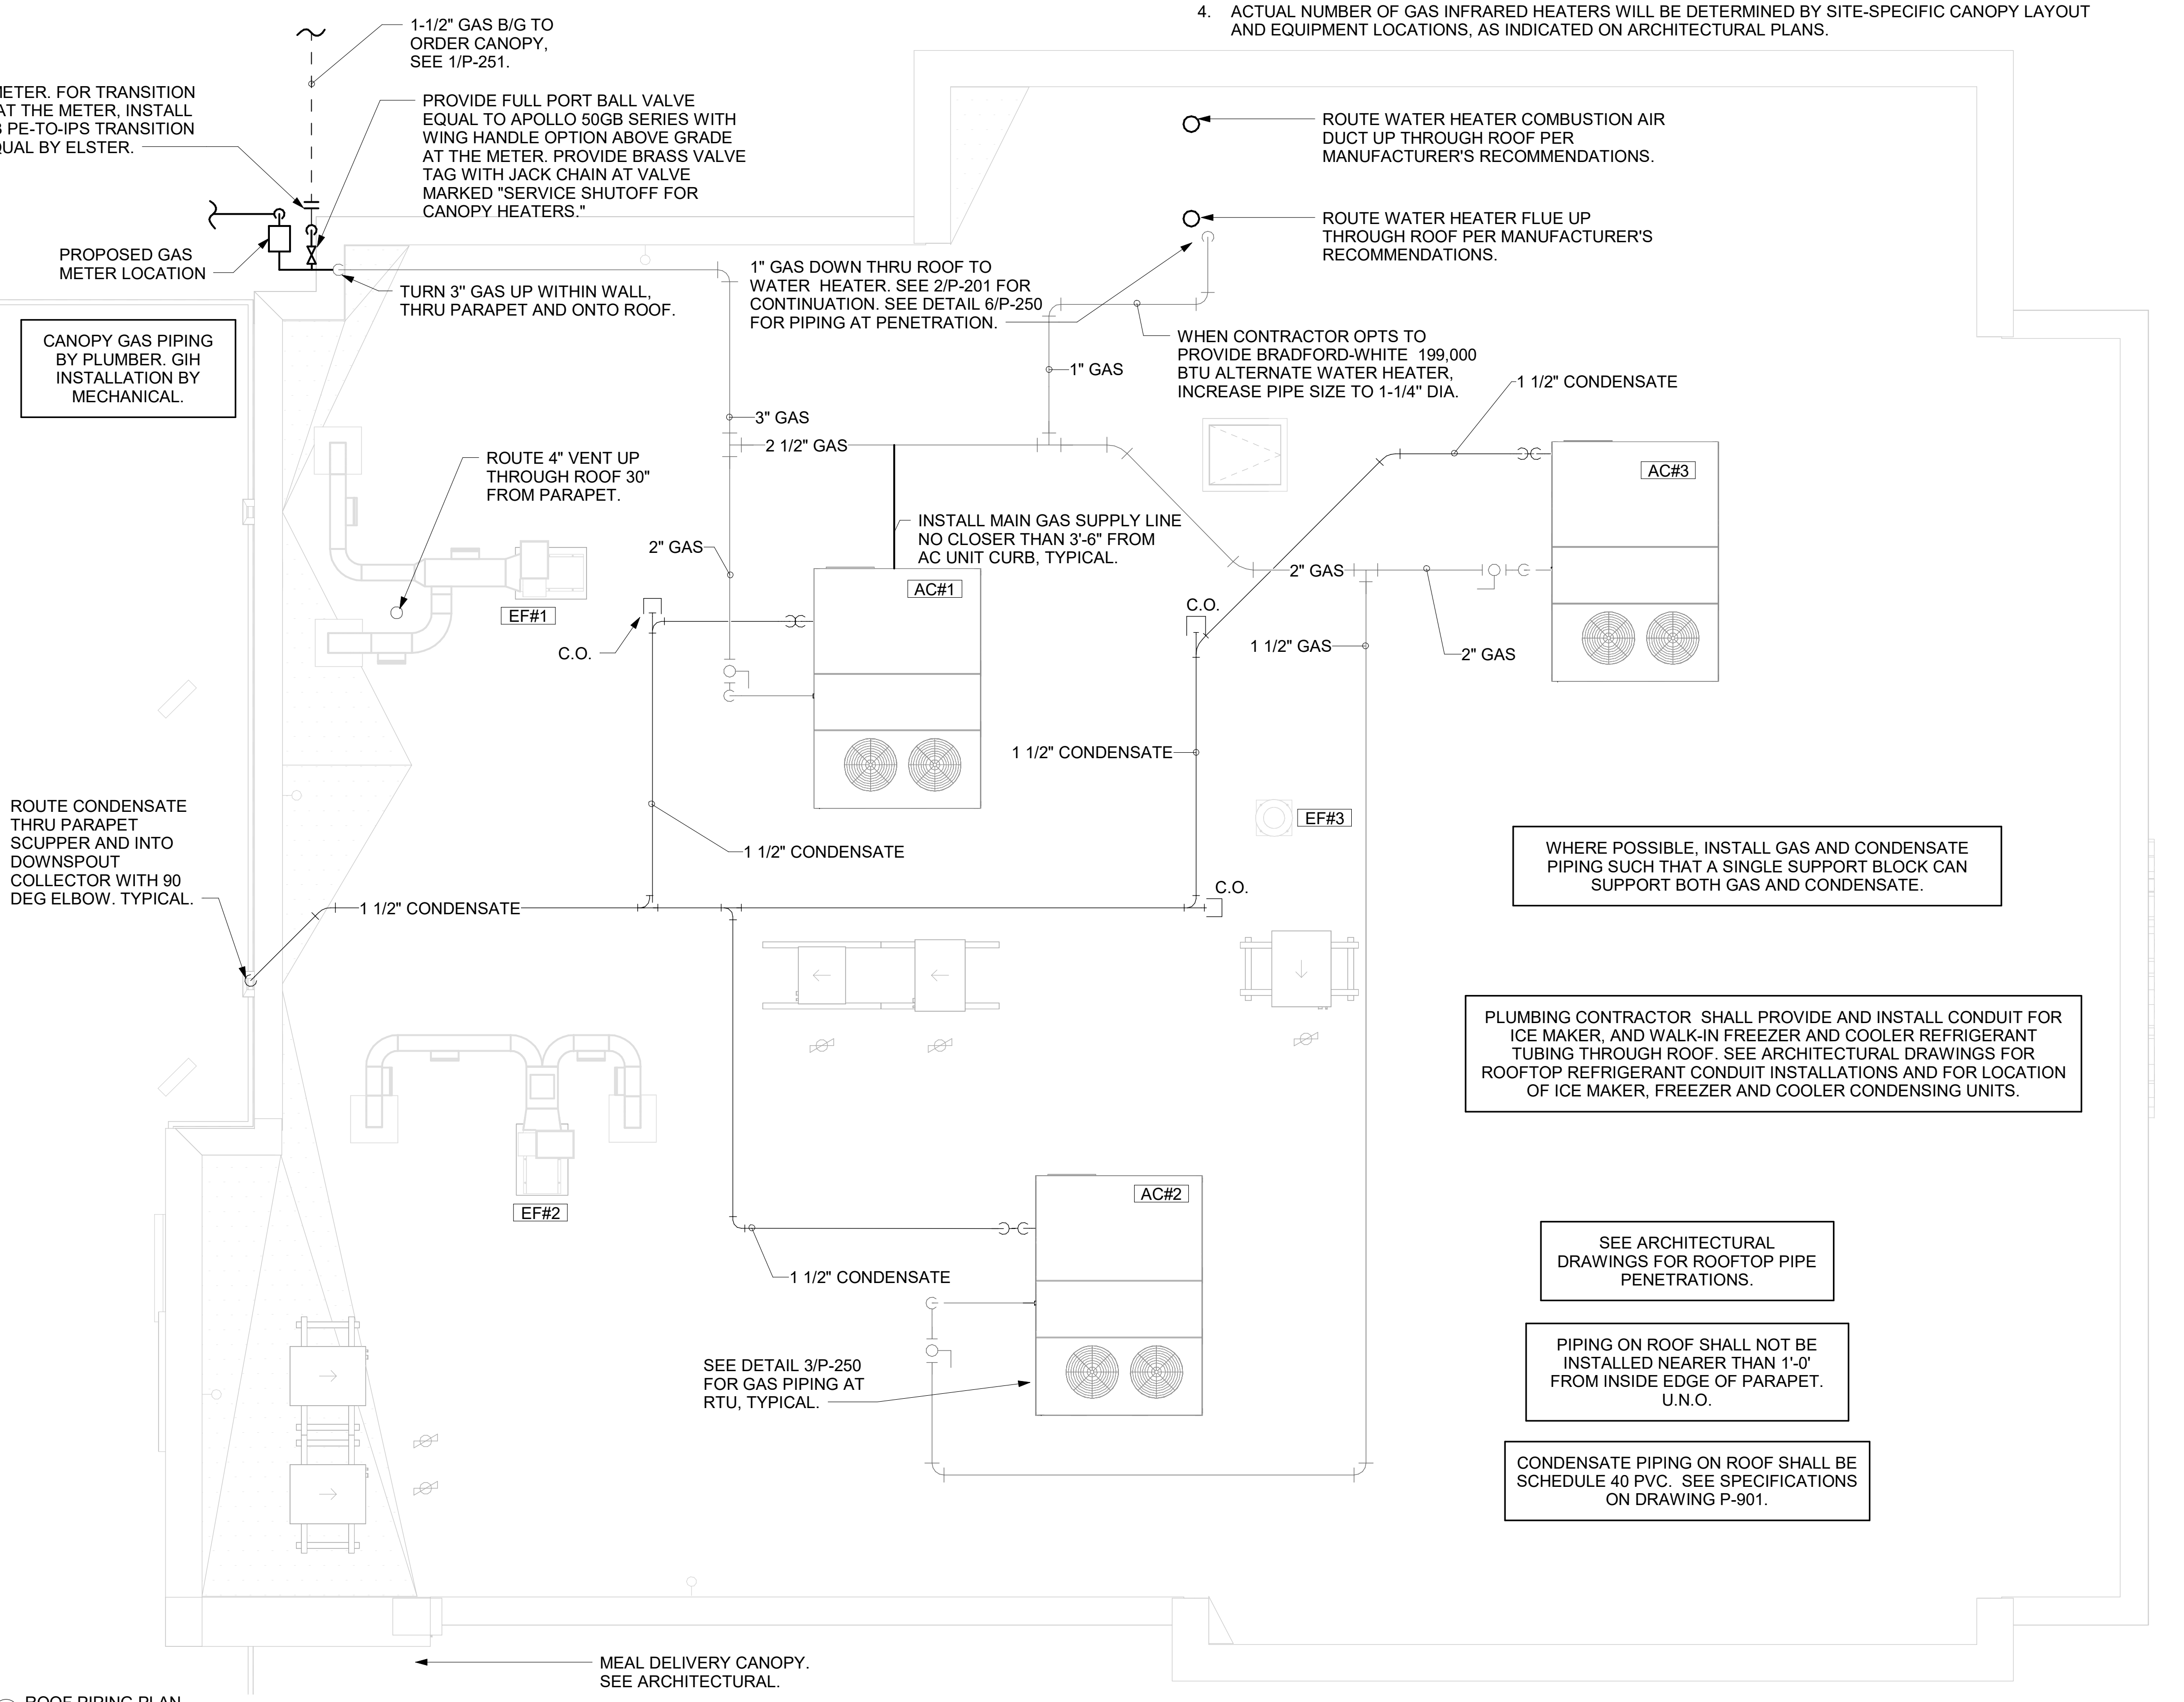 4. ACTUAL NUMBER OF GAS INFRARED HEATERS WILL BE DETERMINED BY SITE-SPECIFIC CANOPY LAYOUT
AND EQUIPMENT LOCATIONS, AS INDICATED ON ARCHITECTURAL PLANS.
1-1/2" GAS B/G TO
ORDER CANOPY,
SEE 1/P-251.
METER. FOR TRANSITION
AT THE METER, INSTALL
PE-TO-IPS TRANSITION
BY ELSTER.
PROVIDE FULL PORT BALL VALVE
EQUAL TO APOLLO 50GB SERIES WITH
WING HANDLE OPTION ABOVE GRADE
AT THE METER. PROVIDE BRASS VALVE
TAG WITH JACK CHAIN AT VALVE
MARKED "SERVICE SHUTOFF FOR
CANOPY HEATERS."
ROUTE WATER HEATER COMBUSTION AIR
DUCT UP THROUGH ROOF PER
MANUFACTURER'S RECOMMENDATIONS.
ROUTE WATER HEATER FLUE UP
THROUGH ROOF PER MANUFACTURER'S
RECOMMENDATIONS.
PROPOSED GAS
METER LOCATION
TURN 3" GAS UP WITHIN WALL,
THRU PARAPET AND ONTO ROOF.
1" GAS DOWN THRU ROOF TO
WATER HEATER. SEE 2/P-201 FOR
CONTINUATION. SEE DETAIL 6/P-250
FOR PIPING AT PENETRATION.
CANOPY GAS PIPING
BY PLUMBER. GIH
INSTALLATION BY
MECHANICAL.
WHEN CONTRACTOR OPTS TO
PROVIDE BRADFORD-WHITE 199,000
BTU ALTERNATE WATER HEATER,
INCREASE PIPE SIZE TO 1-1/4" DIA.
1" GAS
1 1/2" CONDENSATE
3" GAS
2 1/2" GAS
AC#3
ROUTE 4" VENT UP
THROUGH ROOF 30"
FROM PARAPET.
INSTALL MAIN GAS SUPPLY LINE
NO CLOSER THAN 3'-6" FROM
AC UNIT CURB, TYPICAL.
2" GAS
2" GAS
AC#1
EF#1
C.O.
C.O.
1 1/2" GAS
2" GAS
1 1/2" CONDENSATE
EF#3
ROUTE CONDENSATE
THRU PARAPET
SCUPPER AND INTO
DOWNSPOUT
COLLECTOR WITH 90
DEG ELBOW. TYPICAL.
1 1/2" CONDENSATE
WHERE POSSIBLE, INSTALL GAS AND CONDENSATE
PIPING SUCH THAT A SINGLE SUPPORT BLOCK CAN
SUPPORT BOTH GAS AND CONDENSATE.
C.O.
1 1/2" CONDENSATE
PLUMBING CONTRACTOR SHALL PROVIDE AND INSTALL CONDUIT FOR
ICE MAKER, AND WALK-IN FREEZER AND COOLER REFRIGERANT
TUBING THROUGH ROOF. SEE ARCHITECTURAL DRAWINGS FOR
ROOFTOP REFRIGERANT CONDUIT INSTALLATIONS AND FOR LOCATION
OF ICE MAKER, FREEZER AND COOLER CONDENSING UNITS.
AC#2
EF#2
1 1/2" CONDENSATE
SEE ARCHITECTURAL
DRAWINGS FOR ROOFTOP PIPE
PENETRATIONS.
SEE DETAIL 3/P-250
FOR GAS PIPING AT
RTU, TYPICAL.
PIPING ON ROOF SHALL NOT BE
INSTALLED NEARER THAN 1'-0'
FROM INSIDE EDGE OF PARAPET.
U.N.O.
CONDENSATE PIPING ON ROOF SHALL BE
SCHEDULE 40 PVC. SEE SPECIFICATIONS
ON DRAWING P-901.
MEAL DELIVERY CANOPY.
SEE ARCHITECTURAL.
ROOF PIPING PLAN